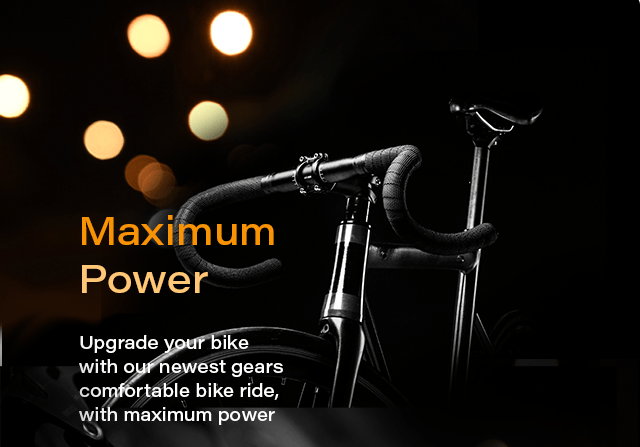 Maximum
Power
Upgrade your bike
with our newest gears
comfortable bike ride,
with maximum power